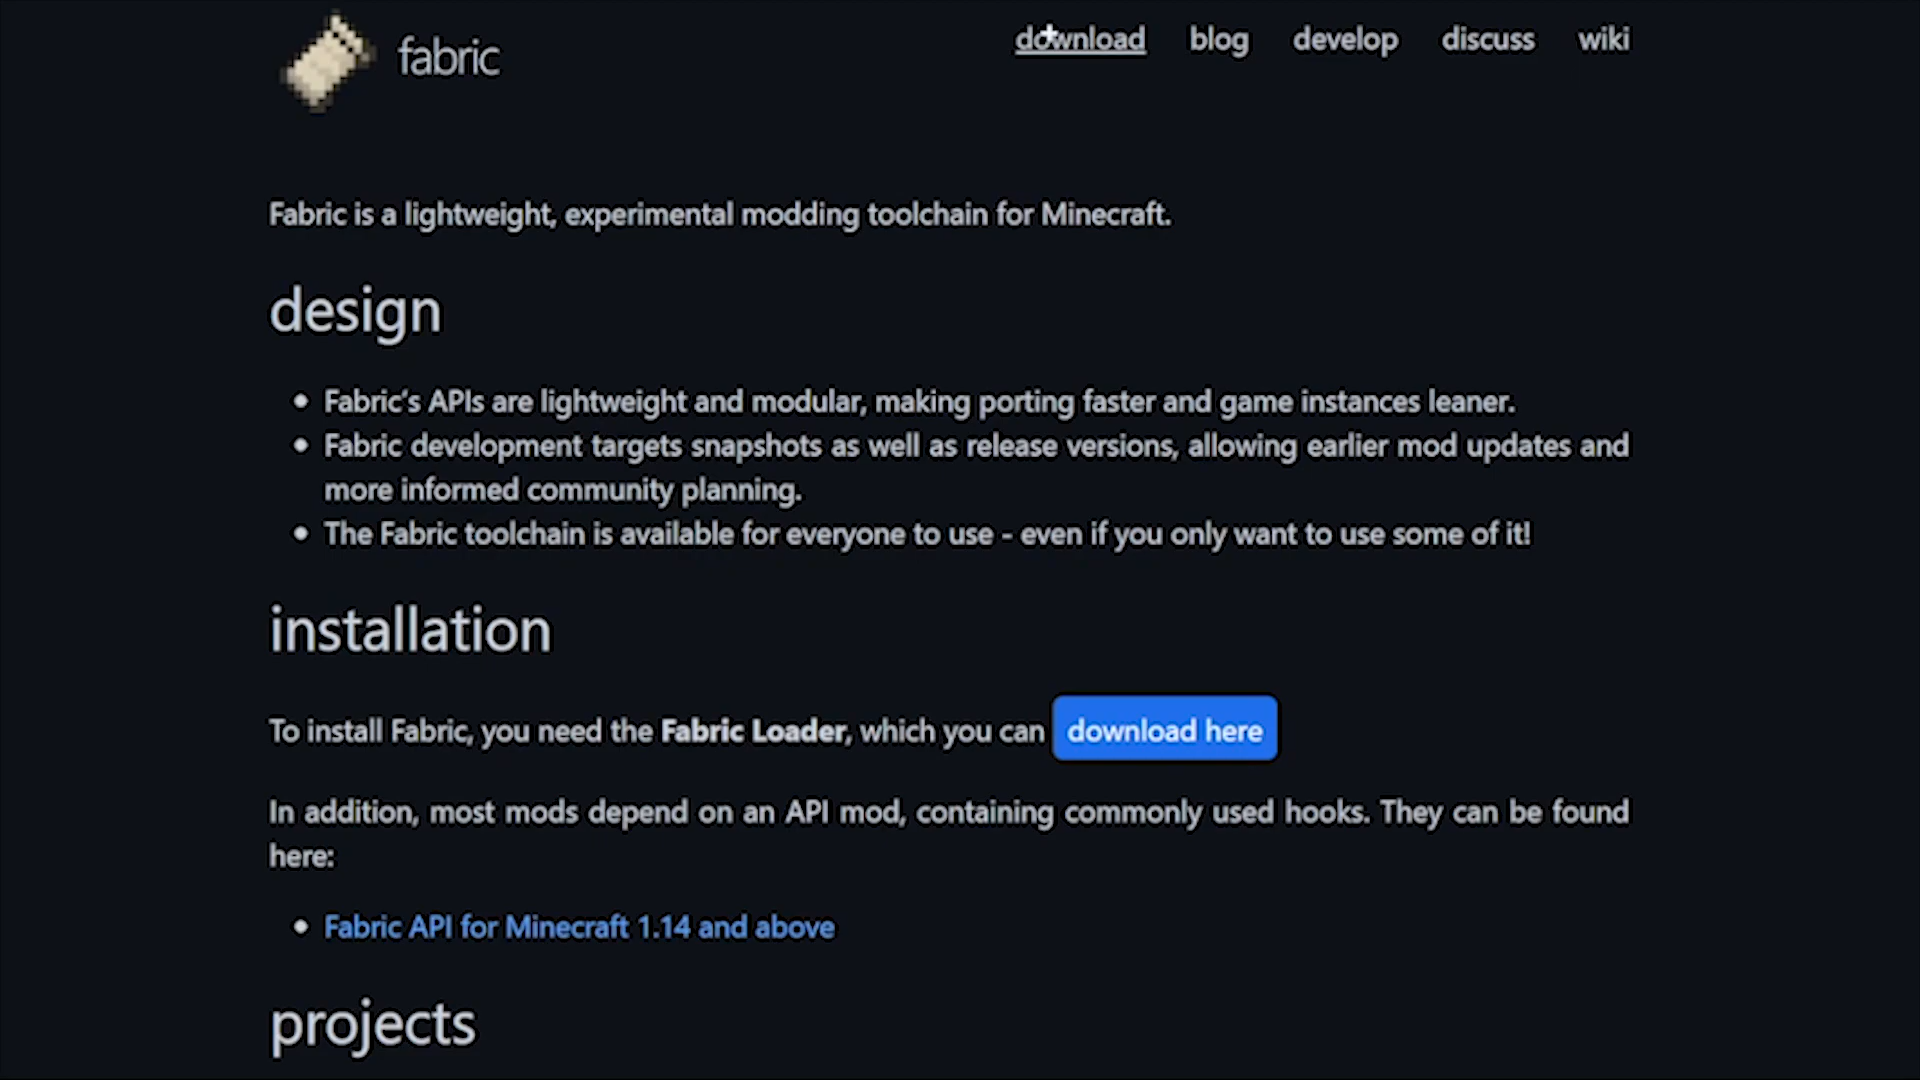 fabric
download blog develop discuss wiki
Fabric is a lightweight, experimental modding toolchain for Minecraft.
design
• Fabric's APIs are lightweight and modular, making porting faster and game instances leaner.
• Fabric development targets snapshots as well as release versions, allowing earlier mod updates and
more informed community planning.
• The Fabric toolchain is available for everyone to use - even if you only want to use some of it!
installation
To install Fabric, you need the Fabric Loader, which you can download here
In addition, most mods depend on an API mod, containing commonly used hooks. They can be found
here:
• Fabric API for Minecraft 1.14 and above
projects